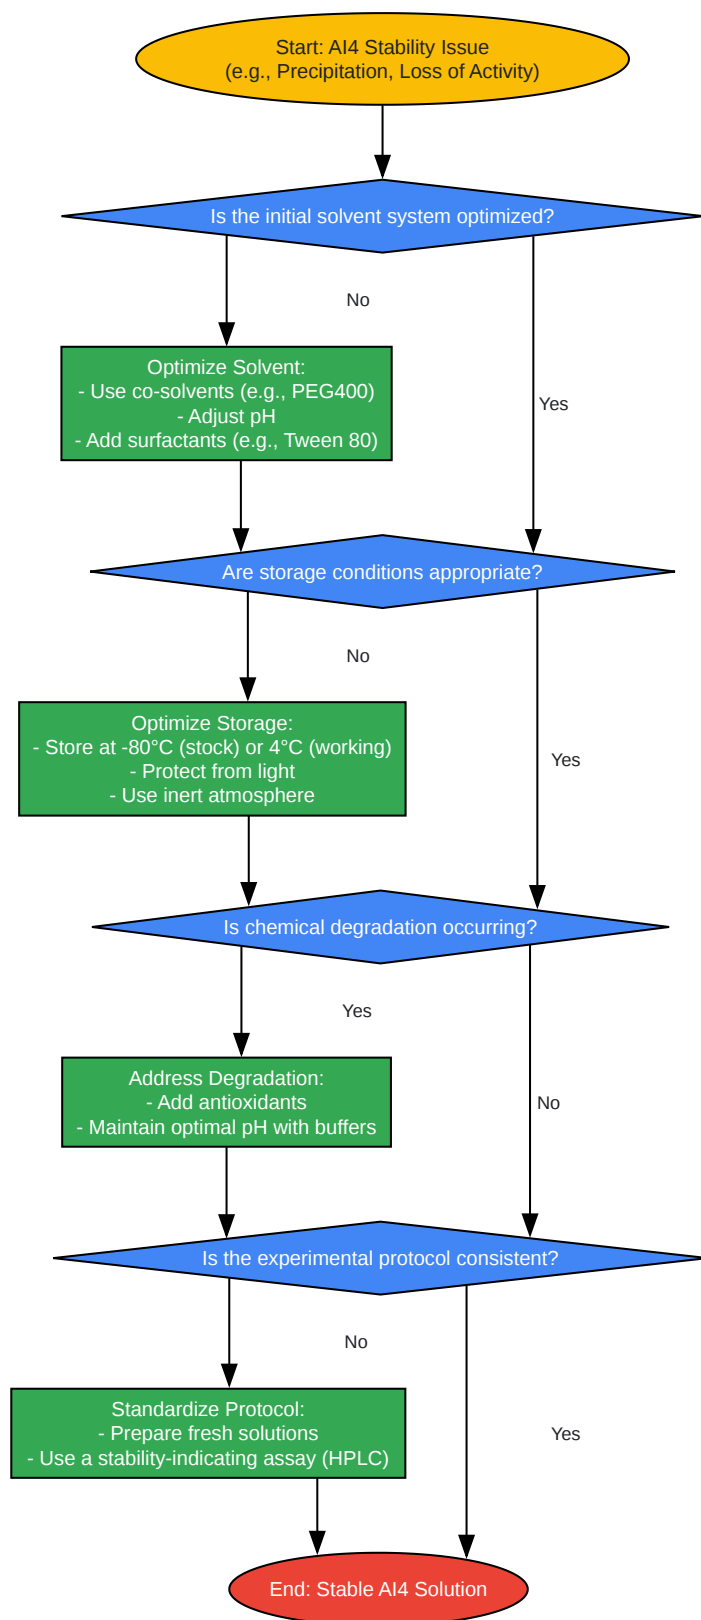 Start: AI4 Stability Issue
(e.g., Precipitation, Loss of Activity)
Is the initial solvent system optimized?
No
Optimize Solvent:
- Use co-solvents (e.g., PEG400)
- Adjust pH
- Add surfactants (e.g., Tween 80)
Yes
Are storage conditions appropriate?
No
Optimize Storage:
- Store at -80°C (stock) or 4°C (working)
- Protect from light
- Use inert atmosphere
Yes
Is chemical degradation occurring?
Yes
Address Degradation:
- Add antioxidants
- Maintain optimal pH with buffers
No
Is the experimental protocol consistent?
No
Standardize Protocol:
- Prepare fresh solutions
- Use a stability-indicating assay (HPLC)
Yes
End: Stable AI4 Solution